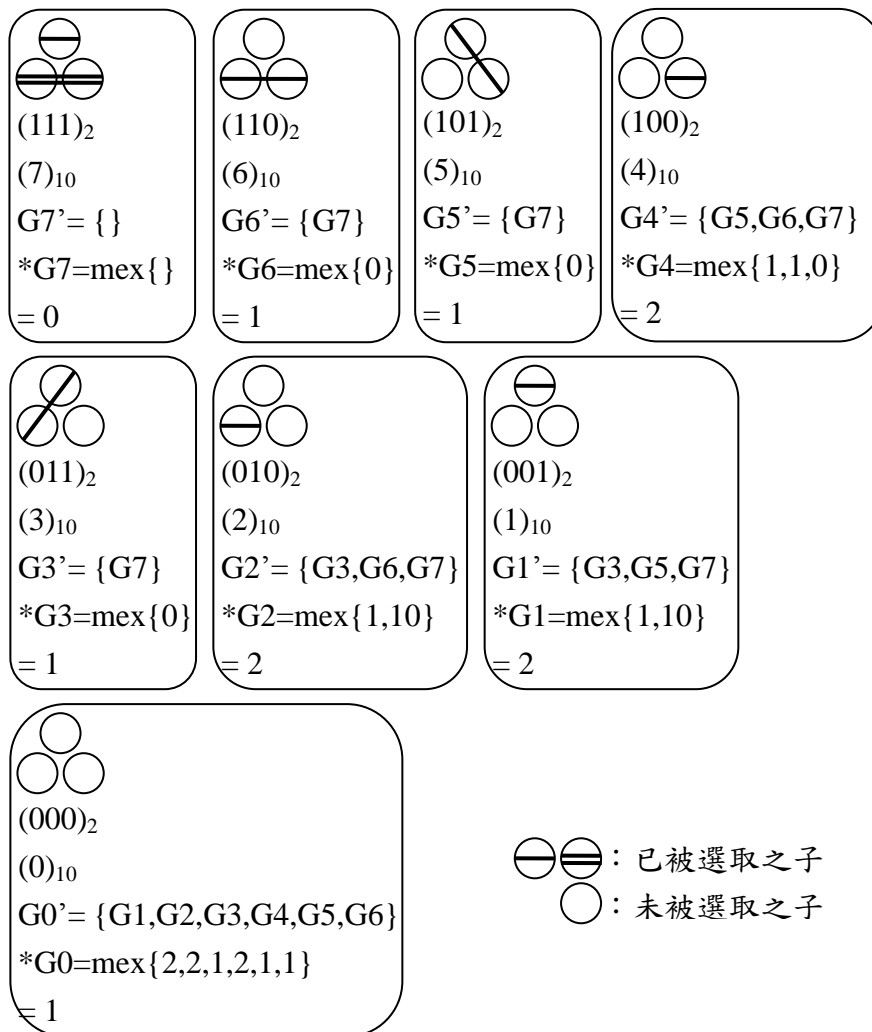 (111)₂
(7)₁₀
G7’= {}
*G7=mex{}
= 0
(110)₂
(6)₁₀
G6’= {G7}
*G6=mex{0}
= 1
(101)₂
(5)₁₀
G5’= {G7}
*G5=mex{0}
= 1
(100)₂
(4)₁₀
G4’= {G5,G6,G7}
*G4=mex{1,1,0}
= 2
(011)₂
(3)₁₀
G3’= {G7}
*G3=mex{0}
= 1
(010)₂
(2)₁₀
G2’= {G3,G6,G7}
*G2=mex{1,10}
= 2
(001)₂
(1)₁₀
G1’= {G3,G5,G7}
*G1=mex{1,10}
= 2
(000)₂
(0)₁₀
G0’= {G1,G2,G3,G4,G5,G6}
*G0=mex{2,2,1,2,1,1}
= 1
：已被選取之子
：未被選取之子